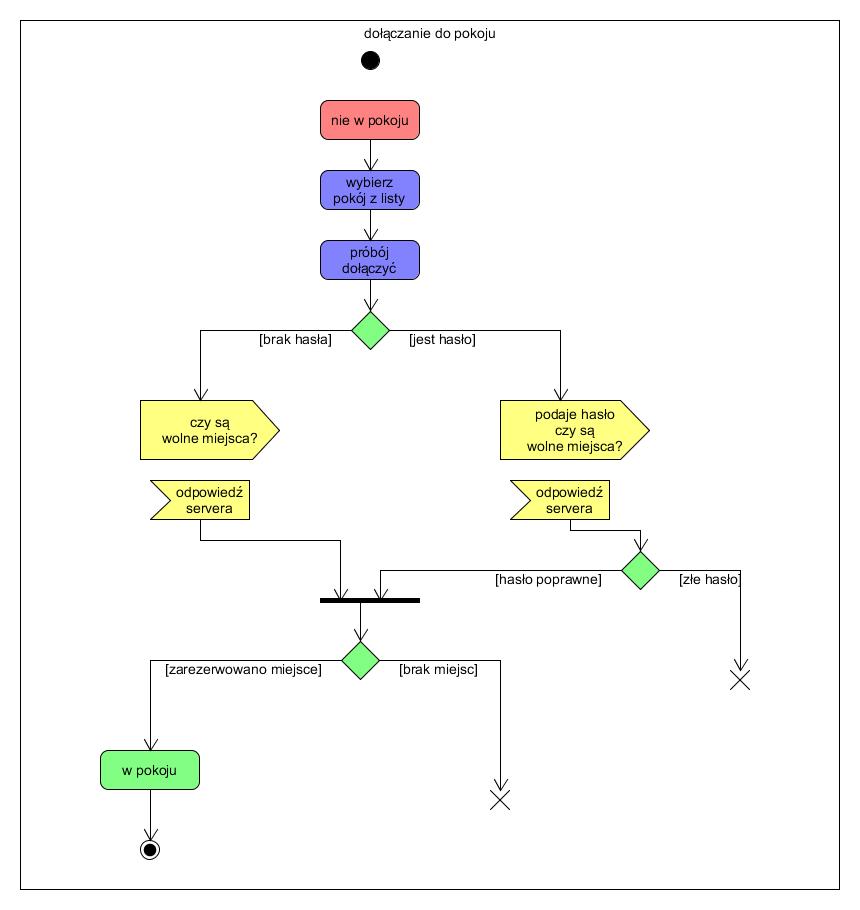 dołączanie do pokoju
nie w pokoju
wybierz
pokój z listy
próbój
dołączyć
[brak hasła]
[jest hasło]
czy są
wolne miejsca?
podaje hasło
czy są
wolne miejsca?
odpowiedź
servera
odpowiedź
servera
[hasło poprawne]
[złe hasło]
[zarezerwowano miejsce]
[brak miejsc]
w pokoju